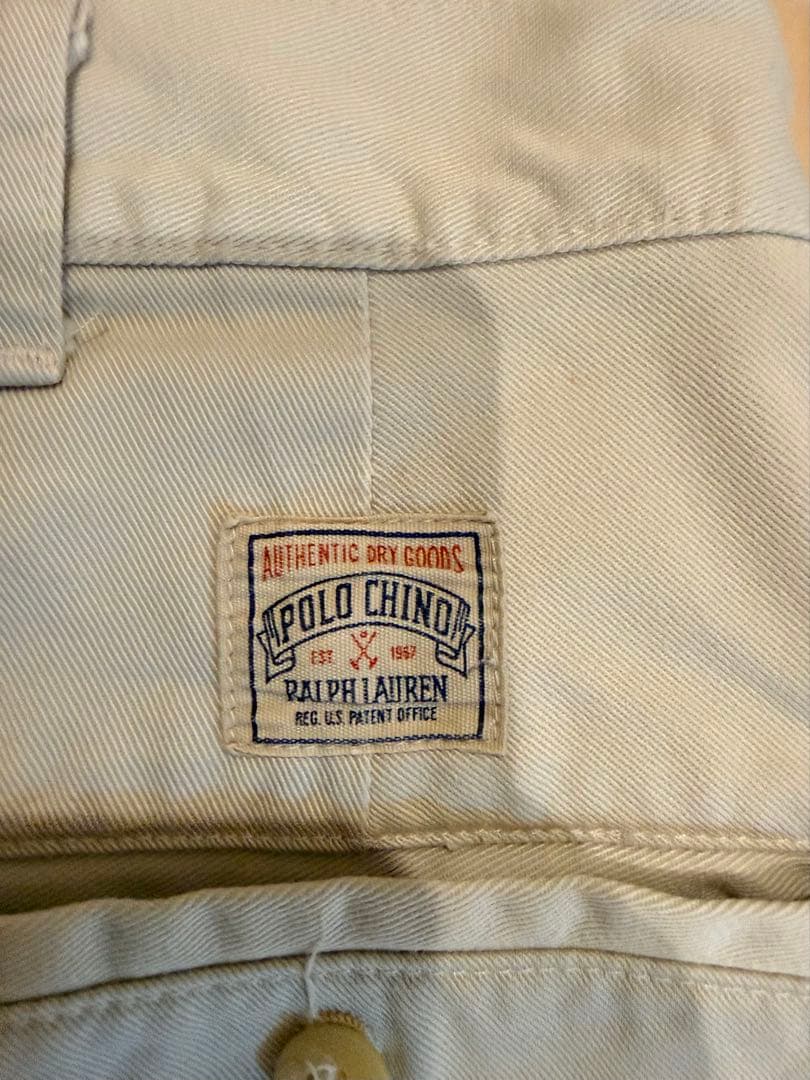 AUTHENTIC DRY GOODS
POLO CHINO
EST 1967
RALPH LAUREN
REG. U.S. PATENT OFFICE